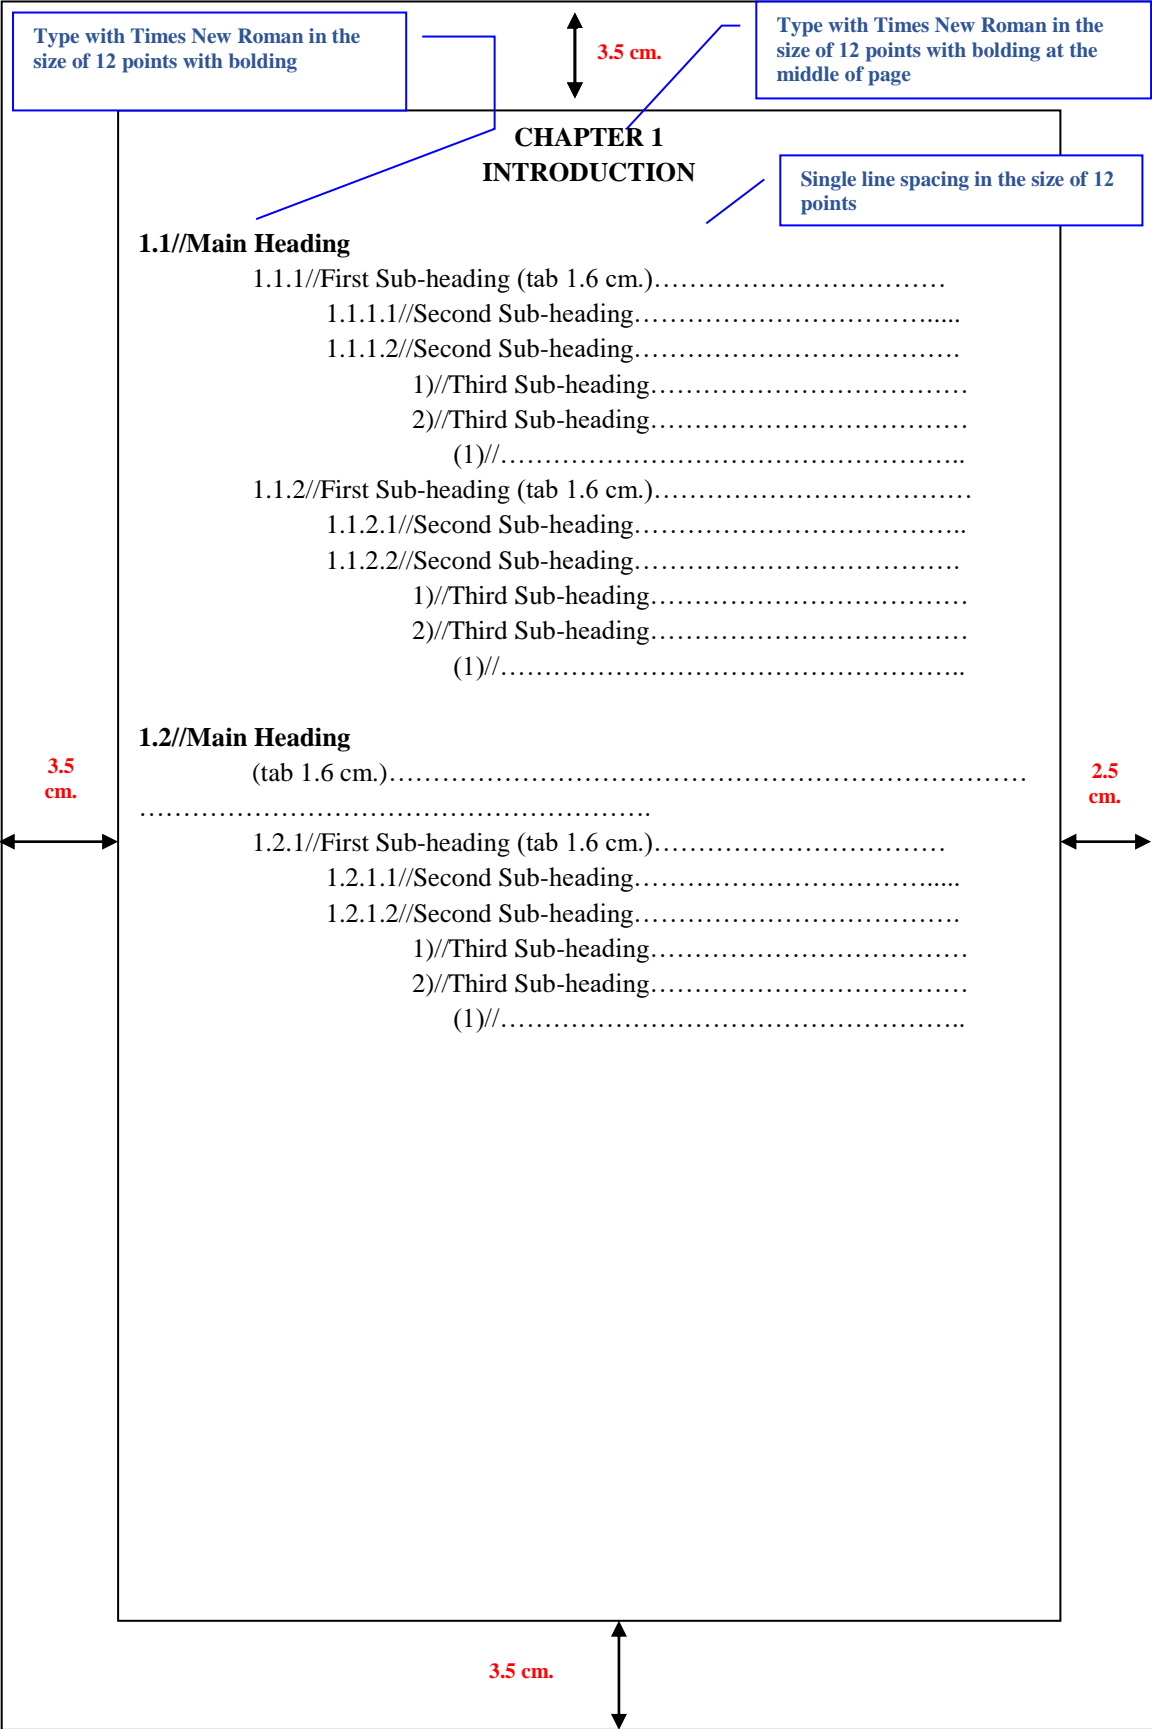 Type with Times New Roman in the
size of 12 points with bolding
3.5 cm.
Type with Times New Roman in the
size of 12 points with bolding at the
middle of page
CHAPTER 1
INTRODUCTION
Single line spacing in the size of 12
points
1.1//Main Heading
1.1.1//First Sub-heading (tab 1.6 cm.)……………………………
1.1.1.1//Second Sub-heading…………………………….....
1.1.1.2//Second Sub-heading……………………………….
1)//Third Sub-heading………………………………
2)//Third Sub-heading………………………………
(1)//……………………………………………..
1.1.2//First Sub-heading (tab 1.6 cm.)………………………………
1.1.2.1//Second Sub-heading………………………………..
1.1.2.2//Second Sub-heading……………………………….
1)//Third Sub-heading………………………………
2)//Third Sub-heading………………………………
(1)//……………………………………………..
1.2//Main Heading
3.5
cm.
(tab 1.6 cm.)………………………………………………………………
2.5
cm.
………………………………………………….
1.2.1//First Sub-heading (tab 1.6 cm.)……………………………
1.2.1.1//Second Sub-heading…………………………….....
1.2.1.2//Second Sub-heading……………………………….
1)//Third Sub-heading………………………………
2)//Third Sub-heading………………………………
(1)//……………………………………………..
3.5 cm.